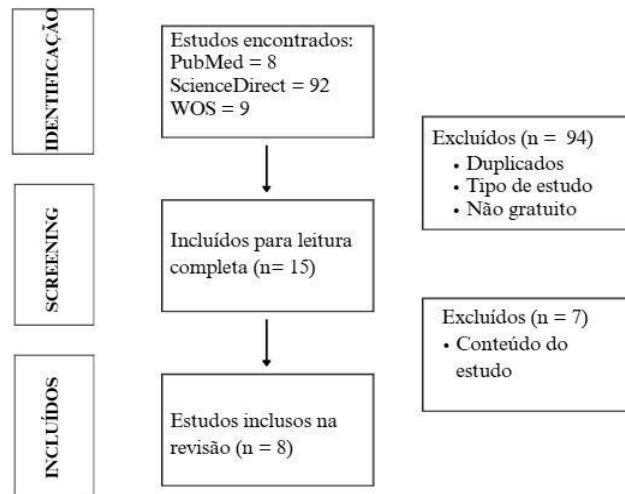 IDENTIFICAÇÃO
Estudos encontrados:
PubMed = 8
ScienceDirect = 92
WOS = 9
Excluídos (n = 94)
• Duplicados
• Tipo de estudo
• Não gratuito
SCREENING
Incluídos para leitura
completa (n= 15)
Excluídos (n = 7)
• Conteúdo do
estudo
INCLUÍDOS
Estudos inclusos na
revisão (n = 8)